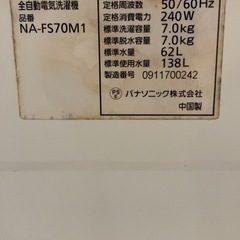 全自動電気洗濯機
品番
NA-FS70M1
定格周波数 50/60Hz
定格消費電力 240W
標準洗濯容量 7.0kg
標準脱水容量 7.0kg
標準水量 62L
標準使用水量 138L
製造番号 0911700242
PS
E
パナソニック株式会社
中国製